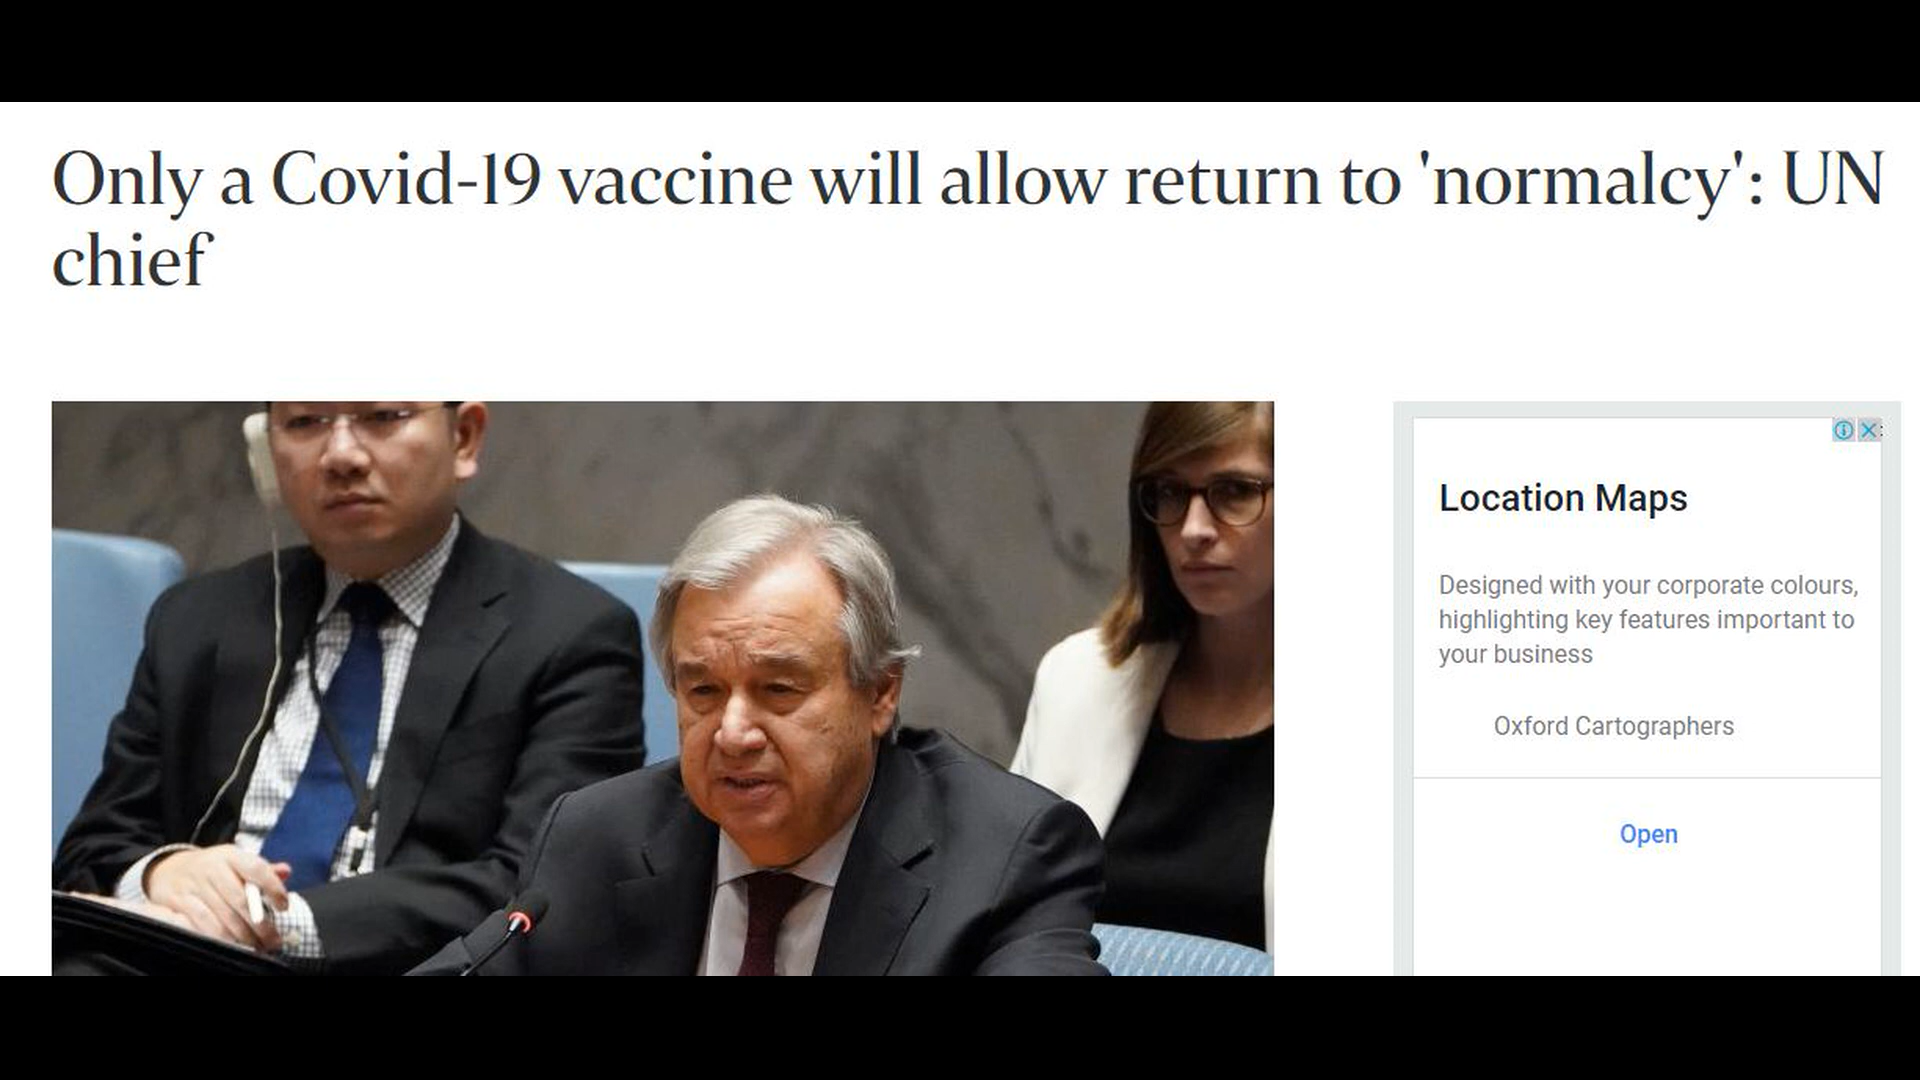 Only a Covid-19 vaccine will allow return to 'normalcy': UN
chief
Location Maps
Designed with your corporate colours,
highlighting key features important to
your business
Oxford Cartographers
Open